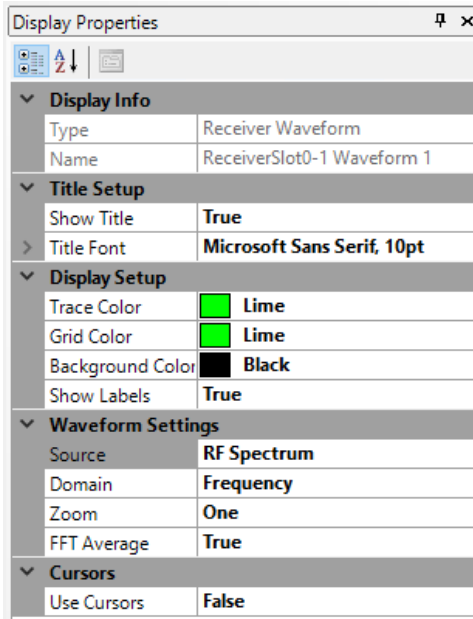 Display Properties
Display Info
Type Receiver Waveform
Name ReceiverSlot0-1 Waveform 1
Title Setup
Show Title True
Title Font Microsoft Sans Serif, 10pt
Display Setup
Trace Color Lime
Grid Color Lime
Background Color Black
Show Labels True
Waveform Settings
Source RF Spectrum
Domain Frequency
Zoom One
FFT Average True
Cursors
Use Cursors False